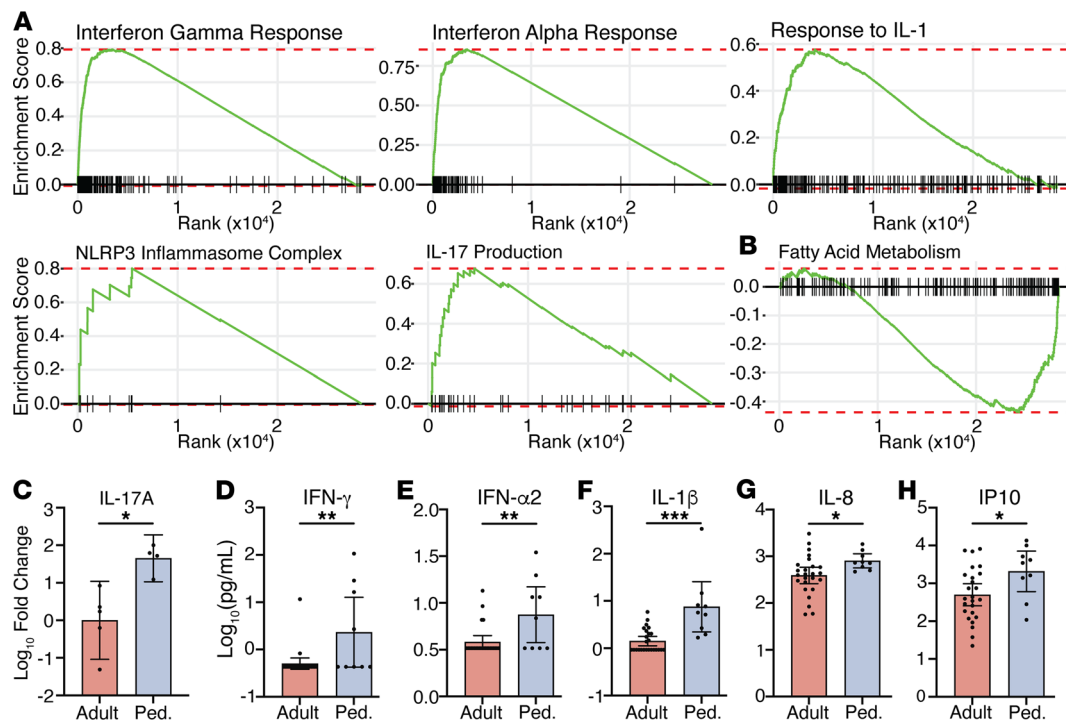 A
Interferon Gamma Response
Interferon Alpha Response
Response to IL-1
Enrichment Score
0.8
0.6
0.4
0.2
0.0
0.75
0.50
0.25
0.00
0.6
0.4
0.2
0.0
0 1 2
Rank (x10⁴)
0 1 2
Rank (x10⁴)
0 1 2
Rank (x10⁴)
NLRP3 Inflammasome Complex
IL-17 Production
B
Fatty Acid Metabolism
Enrichment Score
0.8
0.6
0.4
0.2
0.0
0.6
0.4
0.2
0.0
0.0
-0.1
-0.2
-0.3
-0.4
0 1 2
Rank (x10⁴)
0 1 2
Rank (x10⁴)
0 1 2
Rank (x10⁴)
C
IL-17A
*
Log₁₀ Fold Change
3
2
1
0
-1
-2
Adult Ped.
D
IFN-γ
**
Log₁₀(pg/mL)
3
2
1
0
-1
Adult Ped.
E
IFN-α2
**
2.0
1.5
1.0
0.5
0.0
Adult Ped.
F
IL-1β
***
3
2
1
0
-1
Adult Ped.
G
IL-8
*
4
3
2
1
0
Adult Ped.
H
IP10
*
5
4
3
2
1
0
Adult Ped.